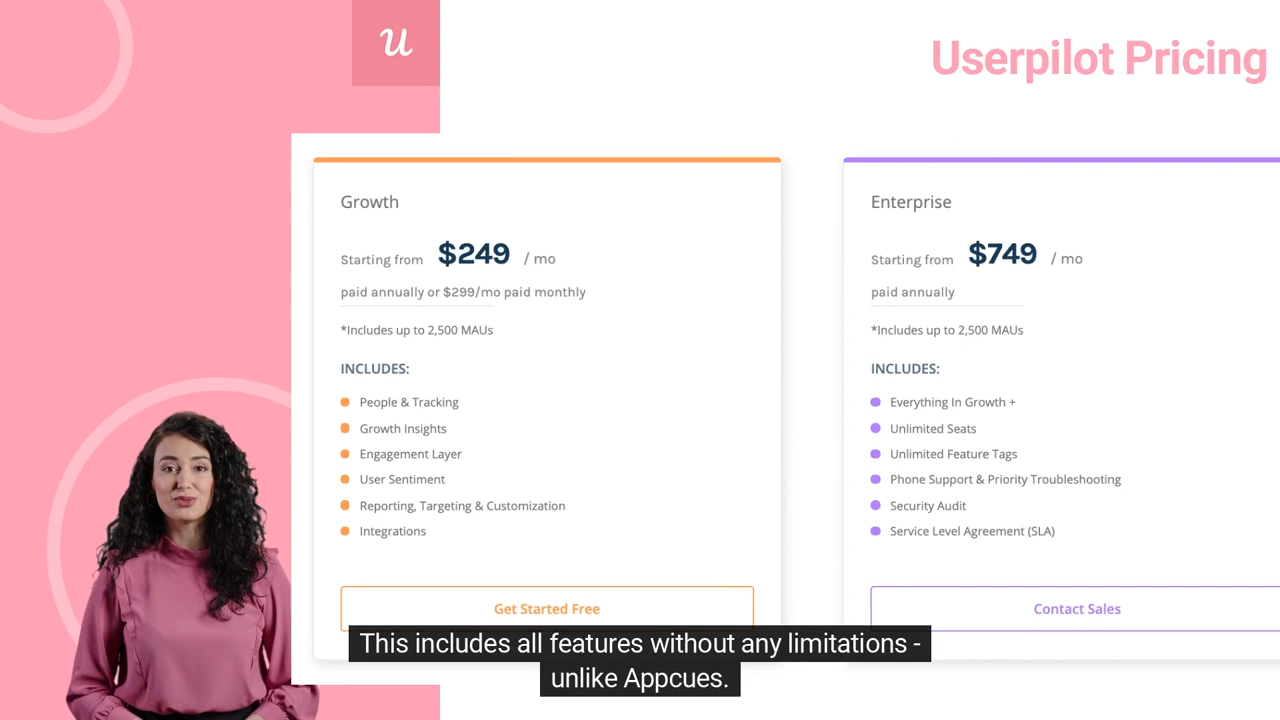 u
Userpilot Pricing
Growth
Starting from $249 / mo
paid annually or $299/mo paid monthly
*Includes up to 2,500 MAUs
INCLUDES:
People & Tracking
Growth Insights
Engagement Layer
User Sentiment
Reporting, Targeting & Customization
Integrations
Get Started Free
Enterprise
Starting from $749 / mo
paid annually
*Includes up to 2,500 MAUs
INCLUDES:
Everything In Growth +
Unlimited Seats
Unlimited Feature Tags
Phone Support & Priority Troubleshooting
Security Audit
Service Level Agreement (SLA)
Contact Sales
This includes all features without any limitations -
unlike Appcues.